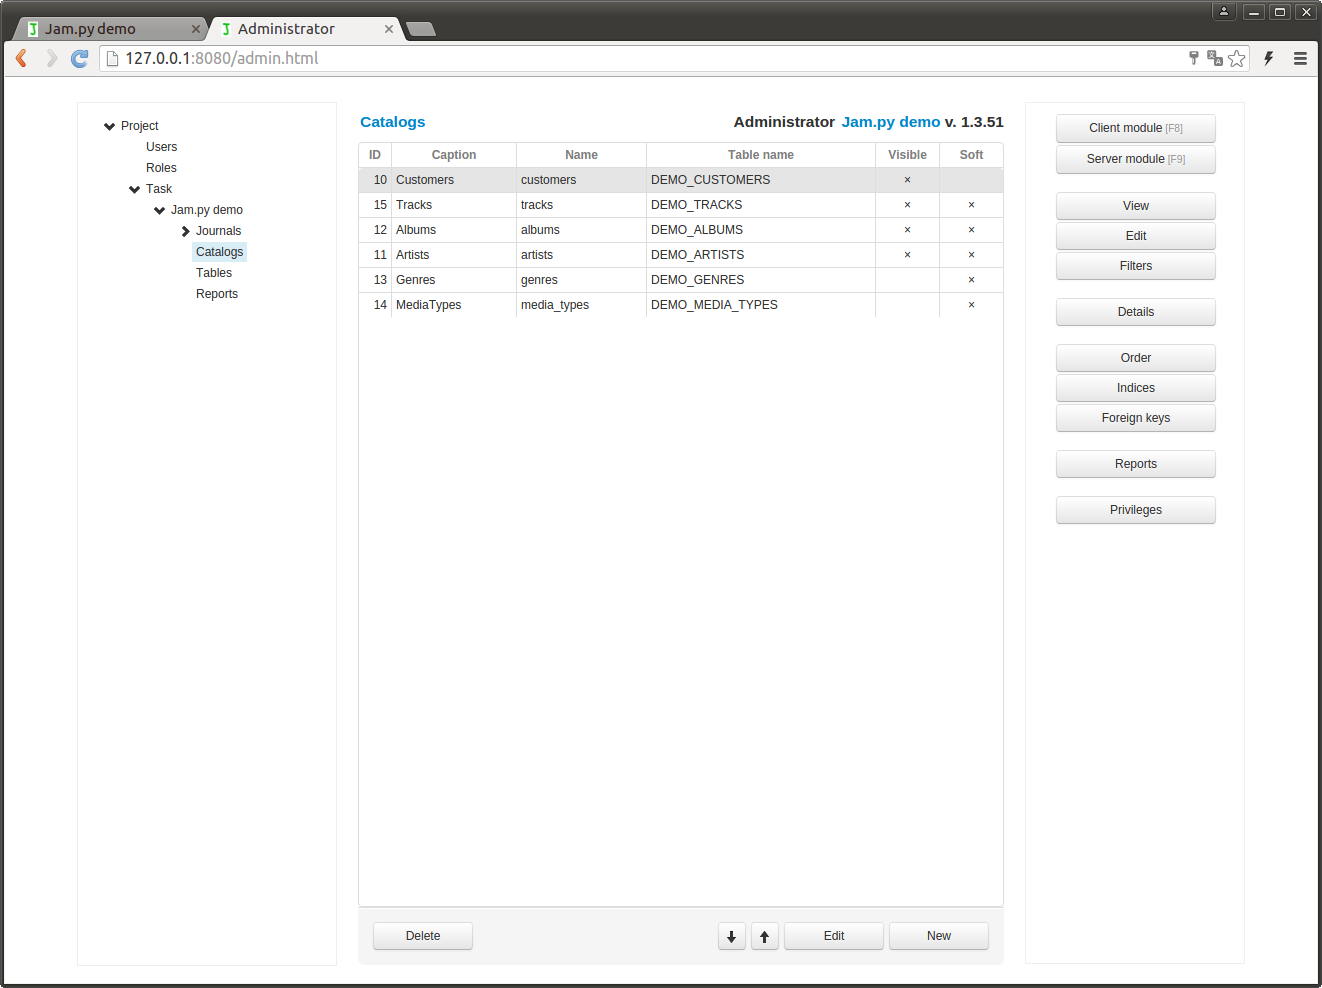 Jam.py demo
Administrator
127.0.0.1:8080/admin.html
Project
Users
Roles
Task
Jam.py demo
Journals
Catalogs
Tables
Reports
Catalogs
Administrator Jam.py demo v. 1.3.51
ID Caption Name Table name Visible Soft
10 Customers customers DEMO_CUSTOMERS ×
15 Tracks tracks DEMO_TRACKS × ×
12 Albums albums DEMO_ALBUMS × ×
11 Artists artists DEMO_ARTISTS × ×
13 Genres genres DEMO_GENRES ×
14 MediaTypes media_types DEMO_MEDIA_TYPES ×
Delete
Edit
New
Client module [F8]
Server module [F9]
View
Edit
Filters
Details
Order
Indices
Foreign keys
Reports
Privileges